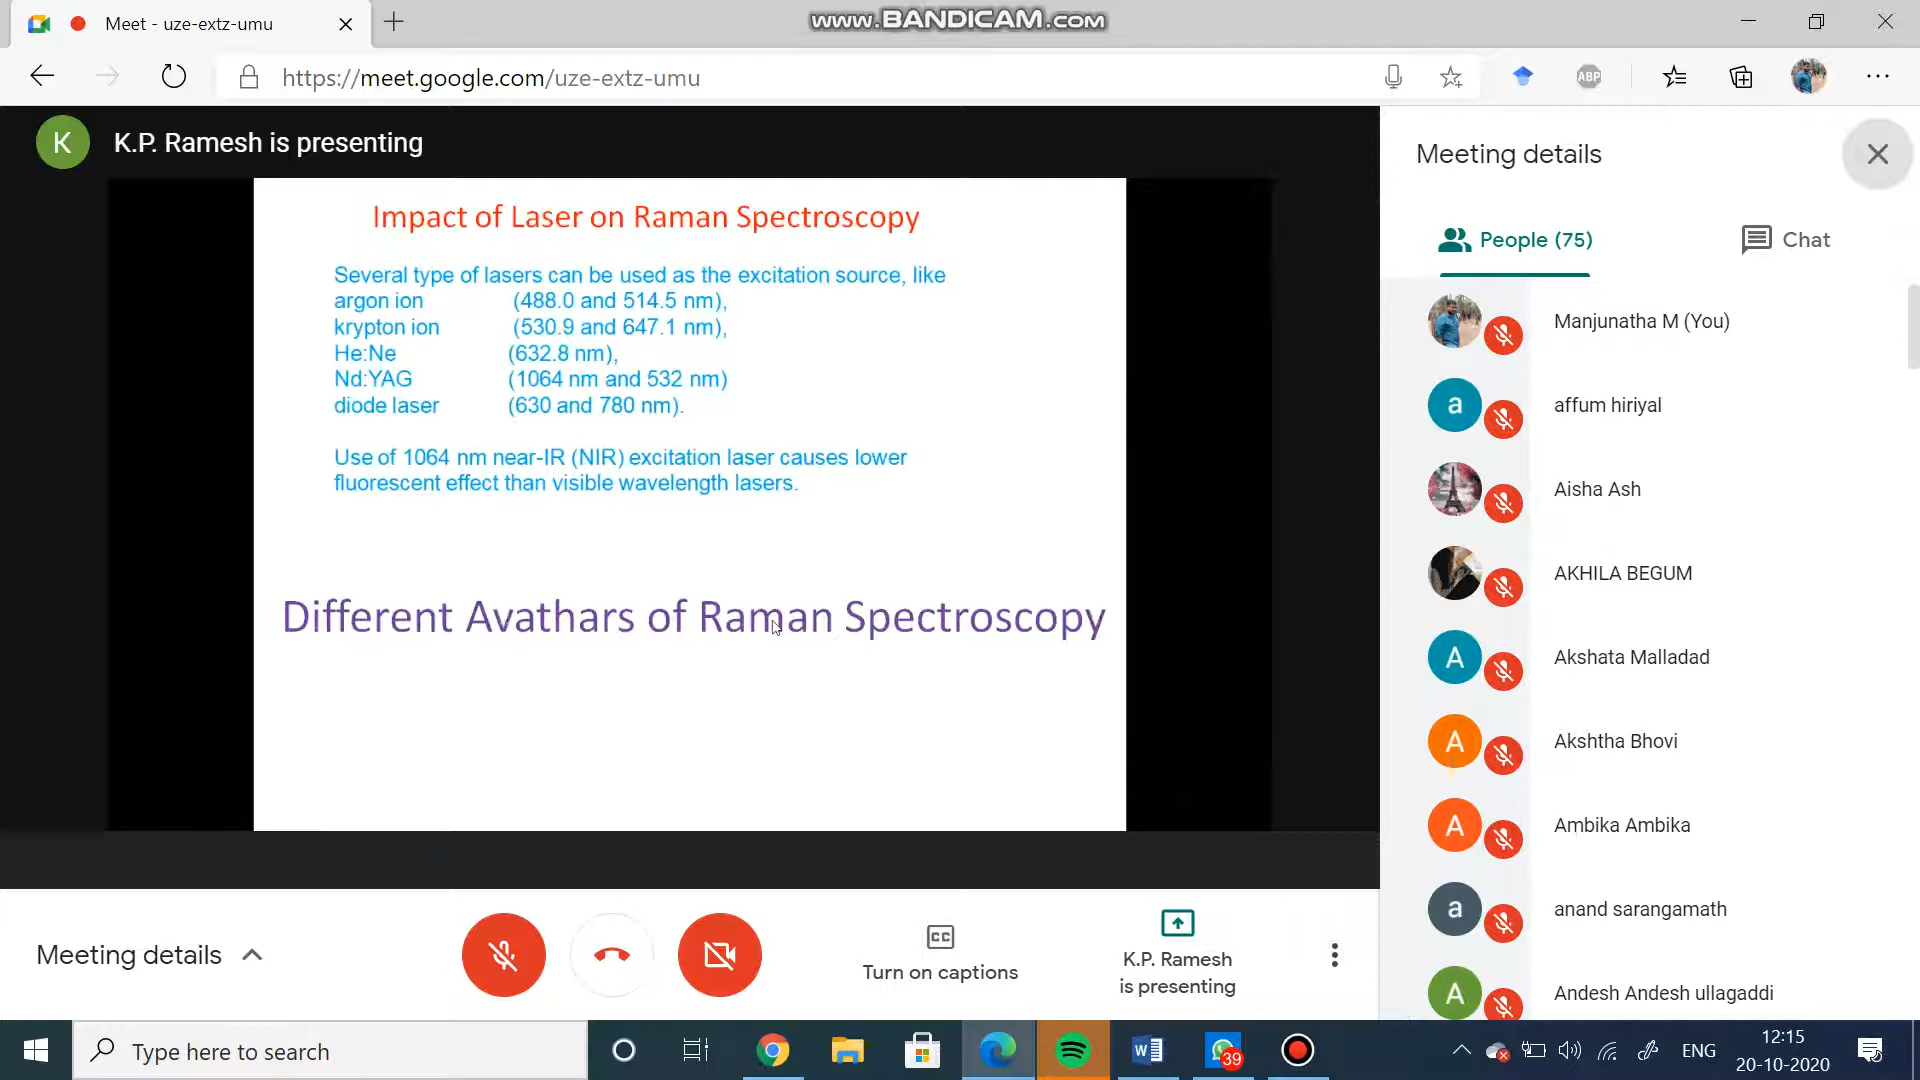 Meet - uze-extz-umu
www.BANDICAM.com
https://meet.google.com/uze-extz-umu
ABP
K
K.P. Ramesh is presenting
Impact of Laser on Raman Spectroscopy
Several type of lasers can be used as the excitation source, like
argon ion (488.0 and 514.5 nm),
krypton ion (530.9 and 647.1 nm),
He:Ne (632.8 nm),
Nd:YAG (1064 nm and 532 nm)
diode laser (630 and 780 nm).
Use of 1064 nm near-IR (NIR) excitation laser causes lower
fluorescent effect than visible wavelength lasers.
Different Avathars of Raman Spectroscopy
Meeting details
People (75)
Chat
Manjunatha M (You)
a
affum hiriyal
Aisha Ash
AKHILA BEGUM
A
Akshata Malladad
A
Akshtha Bhovi
A
Ambika Ambika
a
anand sarangamath
A
Andesh Andesh ullagaddi
Meeting details
CC
Turn on captions
K.P. Ramesh
is presenting
Type here to search
W
39
ENG
12:15
20-10-2020